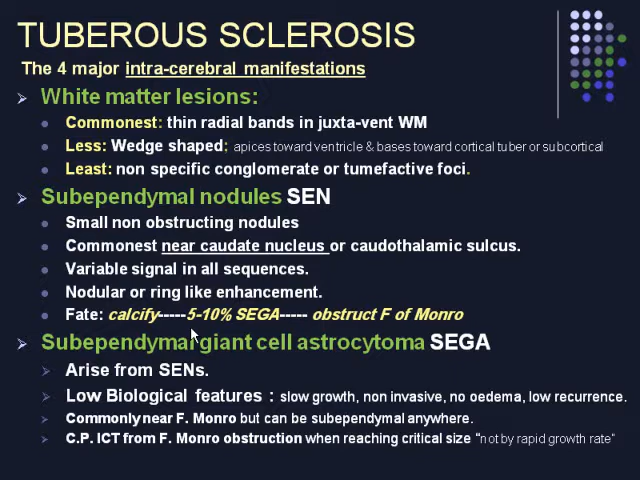 TUBEROUS SCLEROSIS
The 4 major intra-cerebral manifestations
White matter lesions:
Commonest: thin radial bands in juxta-vent WM
Less: Wedge shaped; apices toward ventricle & bases toward cortical tuber or subcortical
Least: non specific conglomerate or tumefactive foci.
Subependymal nodules SEN
Small non obstructing nodules
Commonest near caudate nucleus or caudothalamic sulcus.
Variable signal in all sequences.
Nodular or ring like enhancement.
Fate: calcify-----5-10% SEGA----- obstruct F of Monro
Subependymal giant cell astrocytoma SEGA
Arise from SENs.
Low Biological features : slow growth, non invasive, no oedema, low recurrence.
Commonly near F. Monro but can be subependymal anywhere.
C.P. ICT from F. Monro obstruction when reaching critical size "not by rapid growth rate"